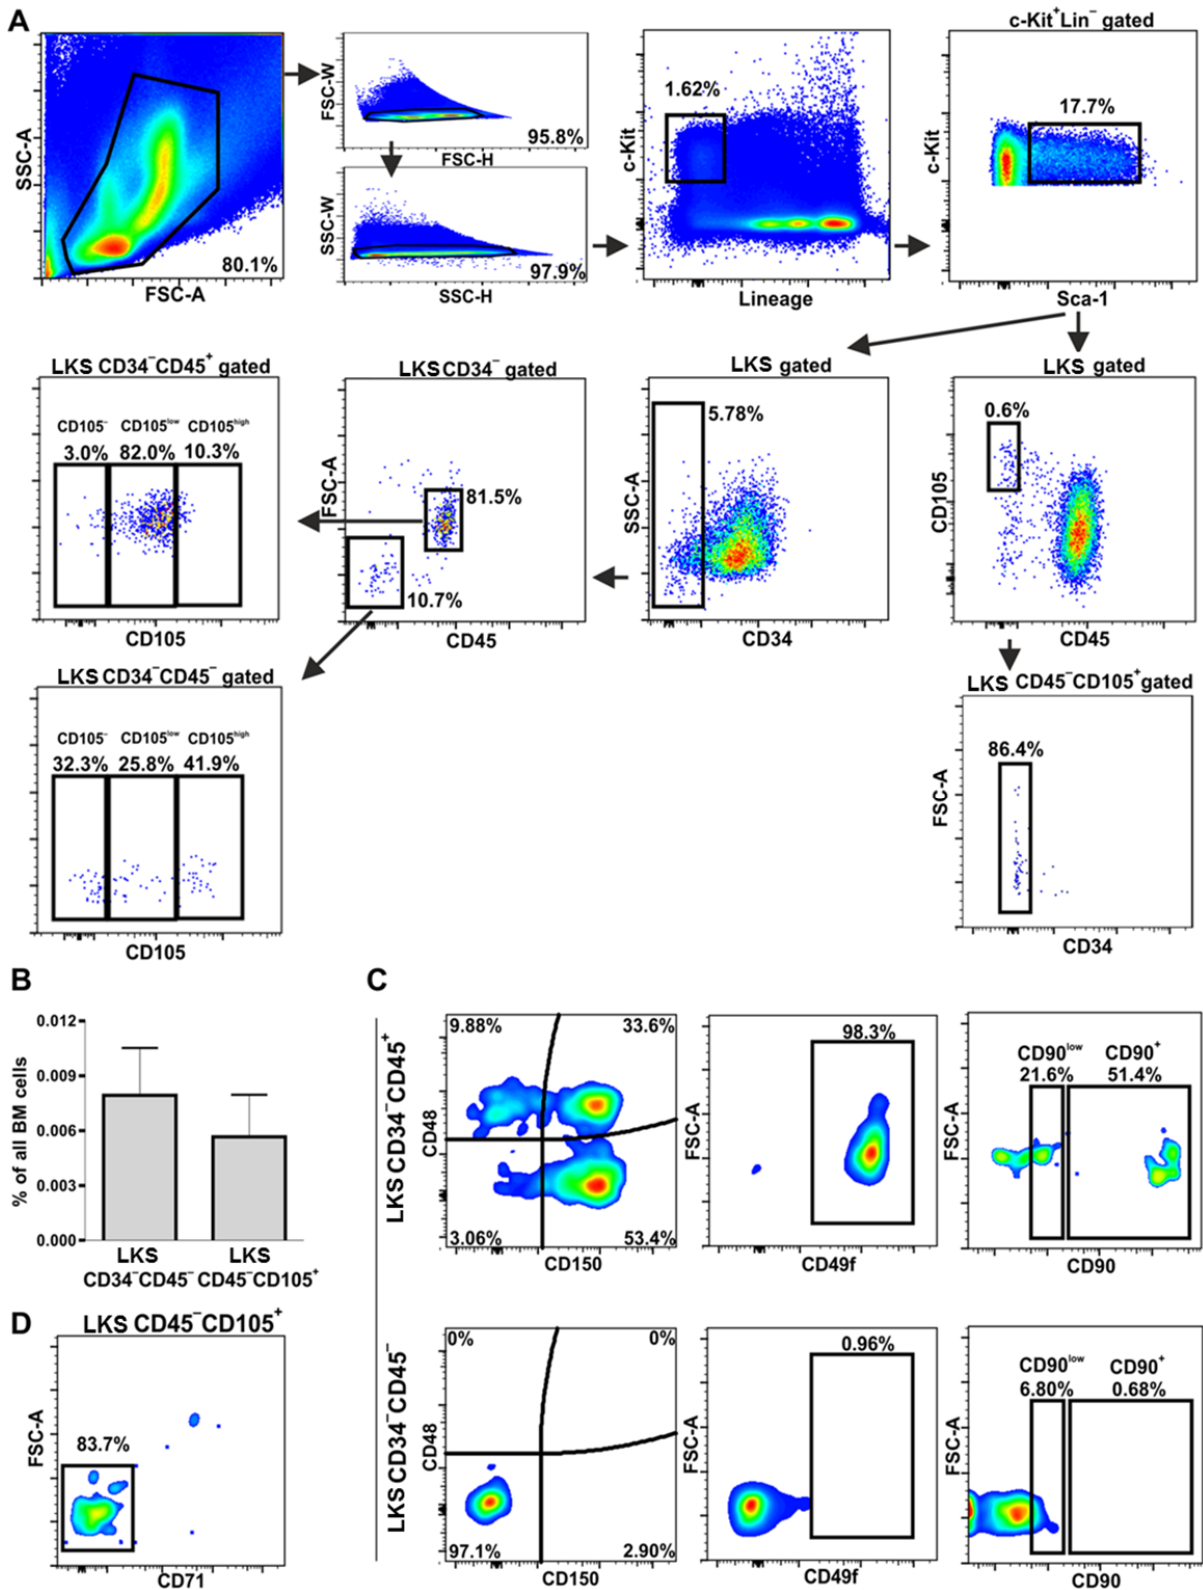 A
c-Kit⁺Lin⁻ gated
SSC-A
80.1%
FSC-A
FSC-W
95.8%
FSC-H
SSC-W
97.9%
SSC-H
c-Kit
1.62%
Lineage
c-Kit
17.7%
Sca-1
LKS CD34⁻CD45⁺ gated
CD105⁻ CD105low CD105high
3.0% 82.0% 10.3%
CD105
LKS CD34⁻ gated
FSC-A
81.5%
10.7%
CD45
LKS gated
SSC-A
5.78%
CD34
LKS gated
0.6%
CD105
CD45
LKS CD34⁻CD45⁻ gated
CD105⁻ CD105low CD105high
32.3% 25.8% 41.9%
CD105
LKS CD45⁻CD105⁺gated
86.4%
FSC-A
CD34
B
% of all BM cells
0.012
0.009
0.006
0.003
0.000
LKS LKS
CD34⁻CD45⁻ CD45⁻CD105⁺
C
LKS CD34⁻CD45⁺
9.88% 33.6%
CD48
3.06% 53.4%
CD150
98.3%
FSC-A
CD49f
CD90low CD90⁺
21.6% 51.4%
FSC-A
CD90
D
LKS CD45⁻CD105⁺
83.7%
FSC-A
CD71
LKS CD34⁻CD45⁻
0% 0%
CD48
97.1% 2.90%
CD150
0.96%
FSC-A
CD49f
CD90low CD90⁺
6.80% 0.68%
FSC-A
CD90